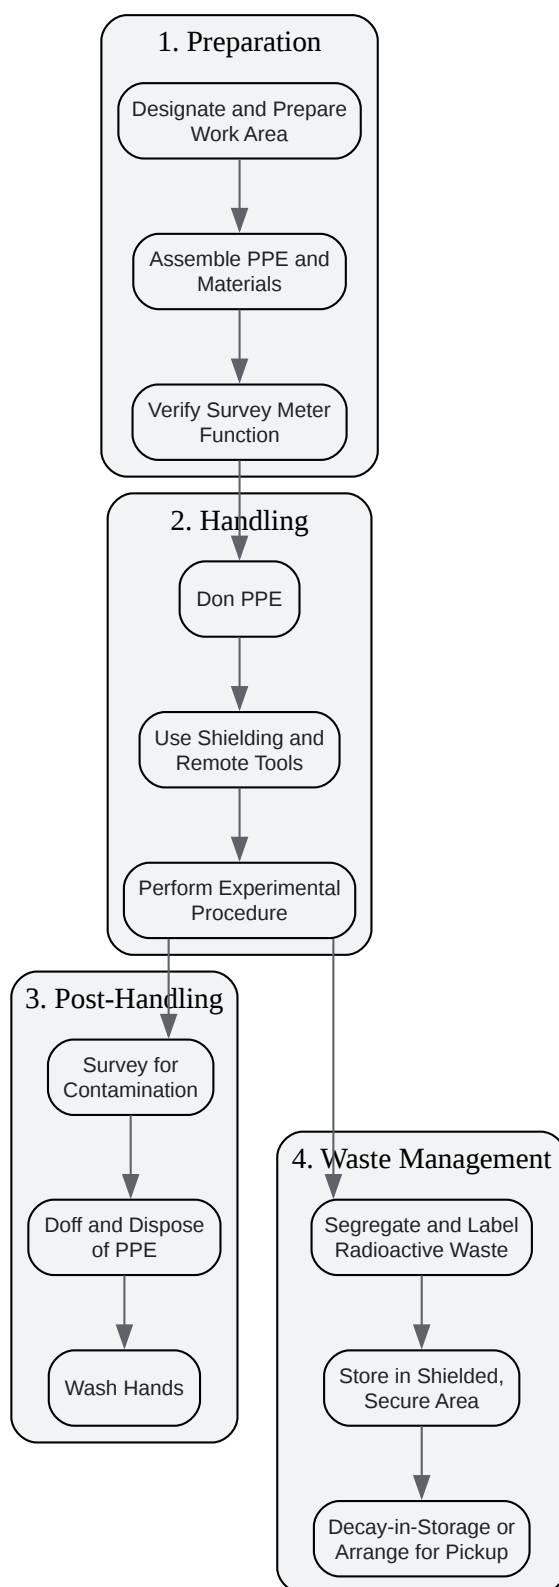 1. Preparation
Designate and Prepare
Work Area
Assemble PPE and
Materials
Verify Survey Meter
Function
2. Handling
Don PPE
Use Shielding and
Remote Tools
Perform Experimental
Procedure
3. Post-Handling
Survey for
Contamination
Doff and Dispose
of PPE
Wash Hands
4. Waste Management
Segregate and Label
Radioactive Waste
Store in Shielded,
Secure Area
Decay-in-Storage or
Arrange for Pickup